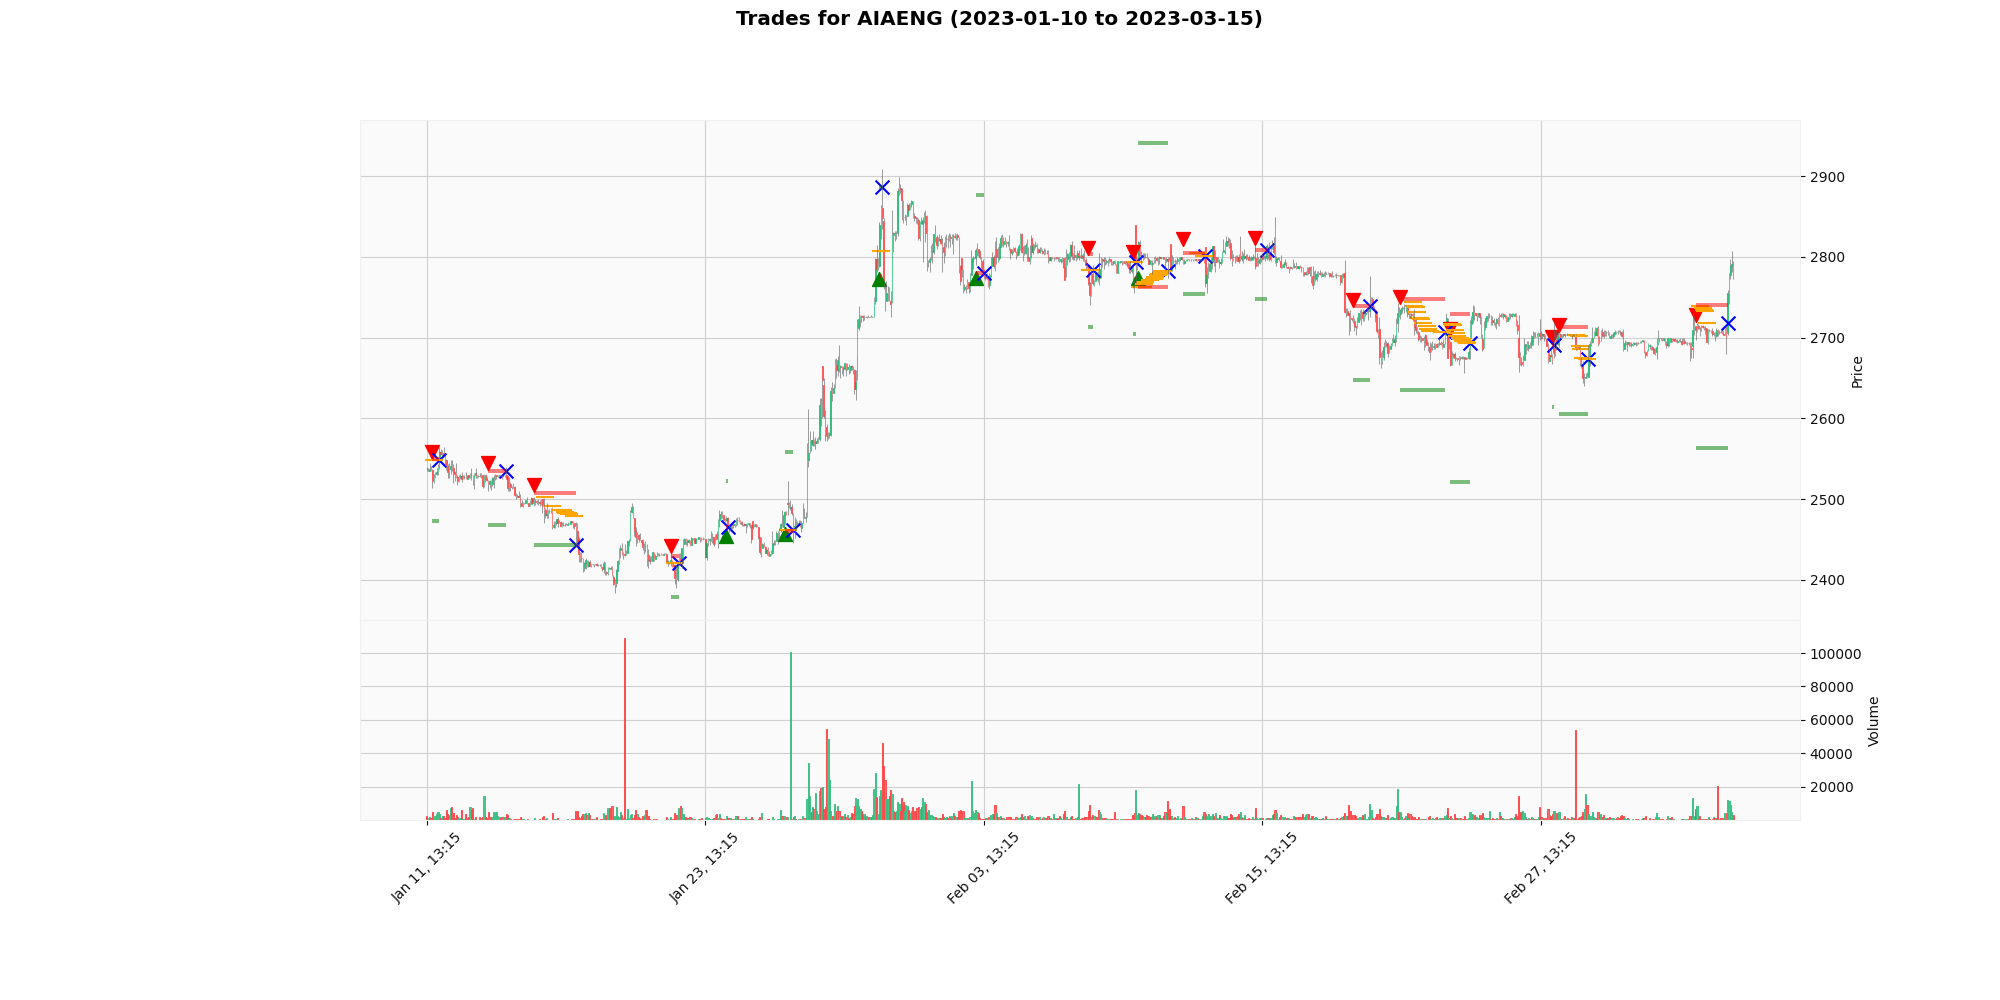 Trades for AIAENG (2023-01-10 to 2023-03-15)
2900
2800
2700
2600
2500
2400
Price
100000
80000
60000
40000
20000
Volume
Jan 11, 13:15
Jan 23, 13:15
Feb 03, 13:15
Feb 15, 13:15
Feb 27, 13:15